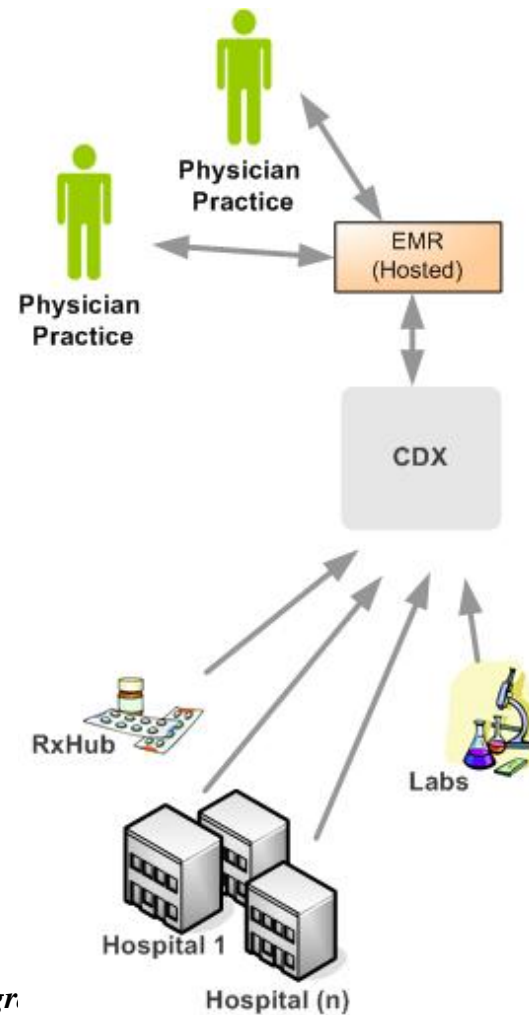 Physician
Practice
Physician
Practice
EMR
(Hosted)
CDX
RxHub
Labs
Hospital 1
Hospital (n)